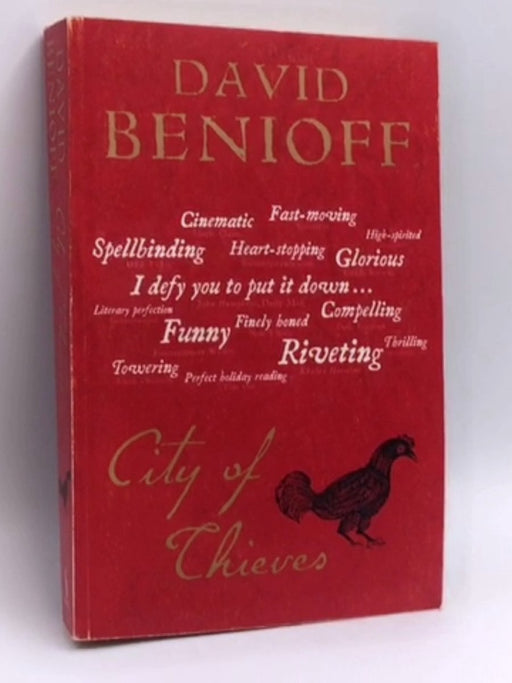 DAVID
BENIOFF
Cinematic Fast-moving
High-spirited
Spellbinding Heart-stopping Glorious
I defy you to put it down...
Literary perfection Finely honed Compelling
Funny Riveting Thrilling
Towering Perfect holiday reading
City of
Thieves
DAVID